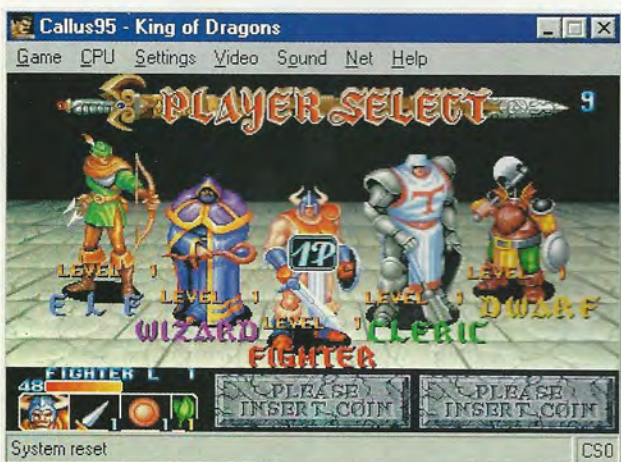 Callus95 - King of Dragons
Game CPU Settings Video Sound Net Help
PLAYER SELECT 9
1P
LEVEL 1
LEVEL 1
LEVEL 1
LEVEL 1
LEVEL 1
ELF
WIZARD
FIGHTER
CLERIC
DWARF
T
FIGHTER L 1
48
1 1 1
PLEASE
INSERT COIN
PLEASE
INSERT COIN
System reset CS0